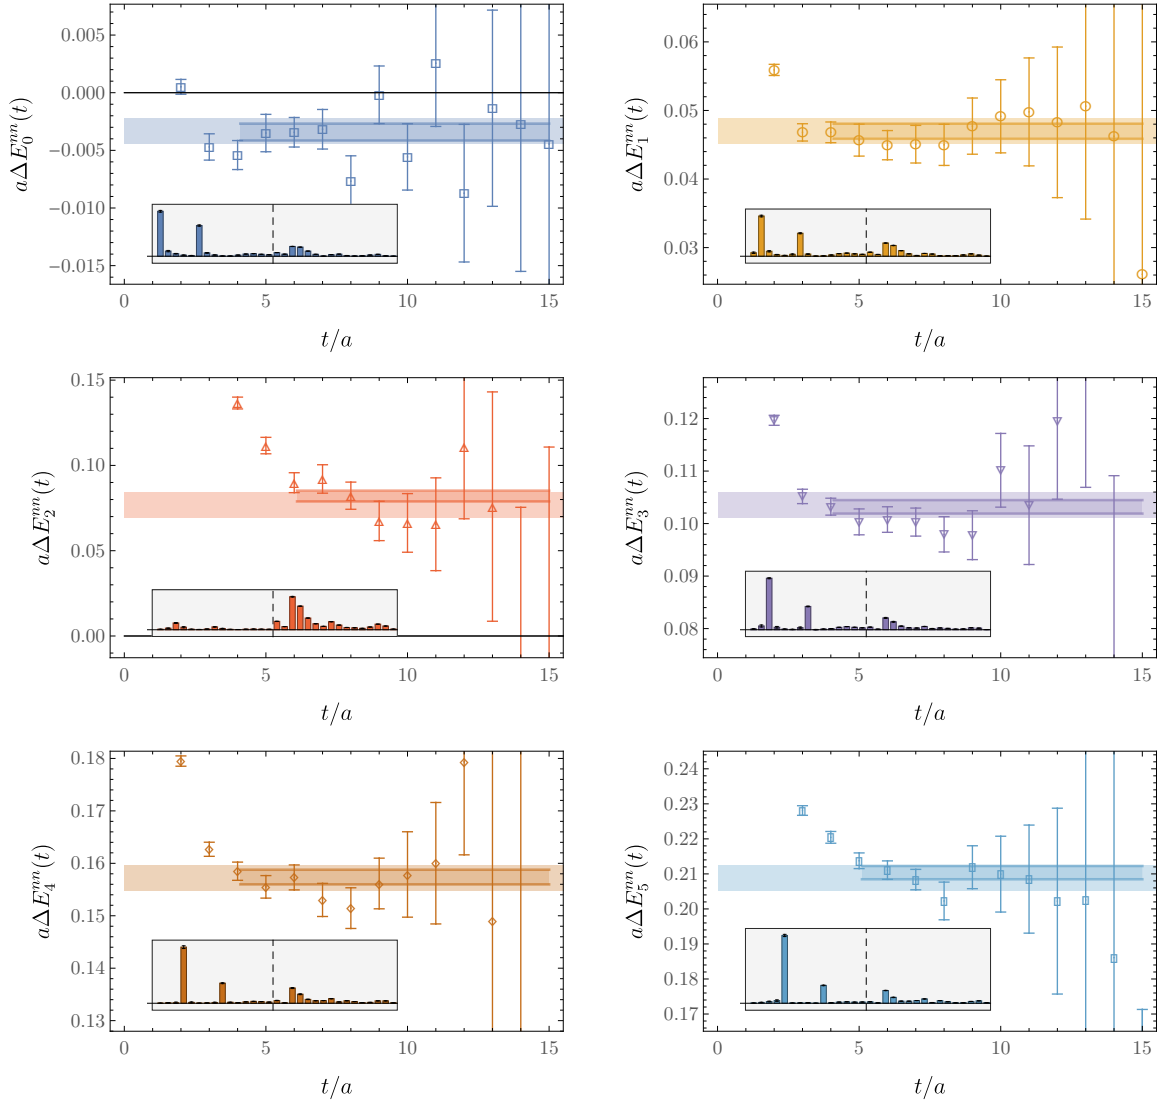 0.005
0.000
−0.005
−0.010
−0.015
aΔE₀ⁿⁿ(t)
0 5 10 15
t/a
0.06
0.05
0.04
0.03
aΔE₁ⁿⁿ(t)
0 5 10 15
t/a
0.15
0.10
0.05
0.00
aΔE₂ⁿⁿ(t)
0 5 10 15
t/a
0.12
0.11
0.10
0.09
0.08
aΔE₃ⁿⁿ(t)
0 5 10 15
t/a
0.18
0.17
0.16
0.15
0.14
0.13
aΔE₄ⁿⁿ(t)
0 5 10 15
t/a
0.24
0.23
0.22
0.21
0.20
0.19
0.18
0.17
aΔE₅ⁿⁿ(t)
0 5 10 15
t/a